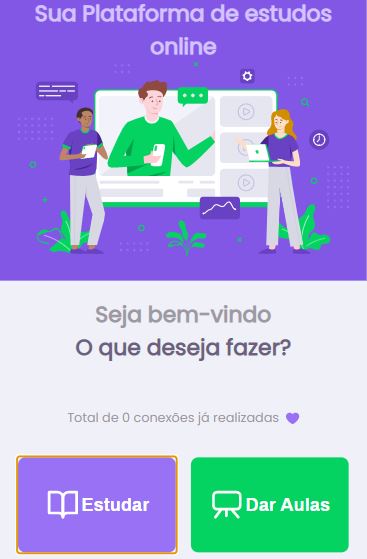 Sua Plataforma de estudos
online
Seja bem-vindo
O que deseja fazer?
Total de 0 conexões já realizadas
Estudar
Dar Aulas